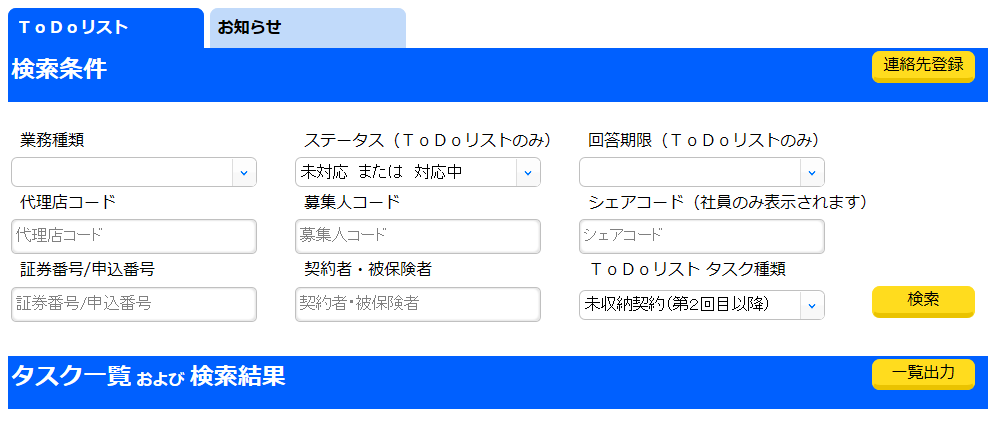 ＴｏＤｏリスト お知らせ
検索条件 連絡先登録
業務種類 ステータス（ＴｏＤｏリストのみ） 回答期限（ＴｏＤｏリストのみ）
未対応 または 対応中
代理店コード 募集人コード シェアコード（社員のみ表示されます）
代理店コード 募集人コード シェアコード
証券番号/申込番号 契約者・被保険者 ＴｏＤｏリスト タスク種類
証券番号/申込番号 契約者・被保険者 未収納契約(第2回目以降) 検索
タスク一覧 および 検索結果 一覧出力